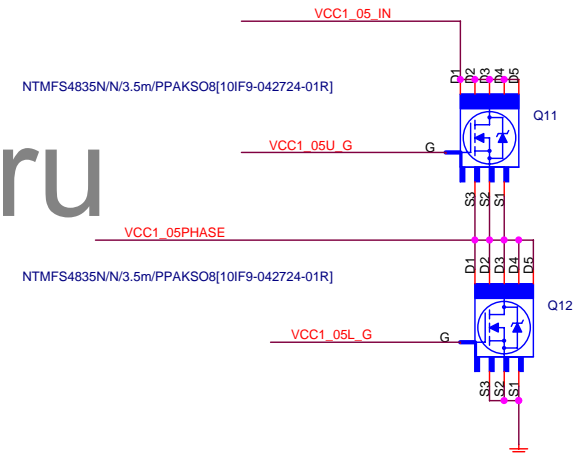 VCC1_05_IN
D1 D2 D3 D4 D5
NTMFS4835N/N/3.5m/PPAKSO8[10IF9-042724-01R]
Q11
VCC1_05U_G
G
ru
S3 S2 S1
VCC1_05PHASE
D1 D2 D3 D4 D5
NTMFS4835N/N/3.5m/PPAKSO8[10IF9-042724-01R]
Q12
VCC1_05L_G
G
S3 S2 S1